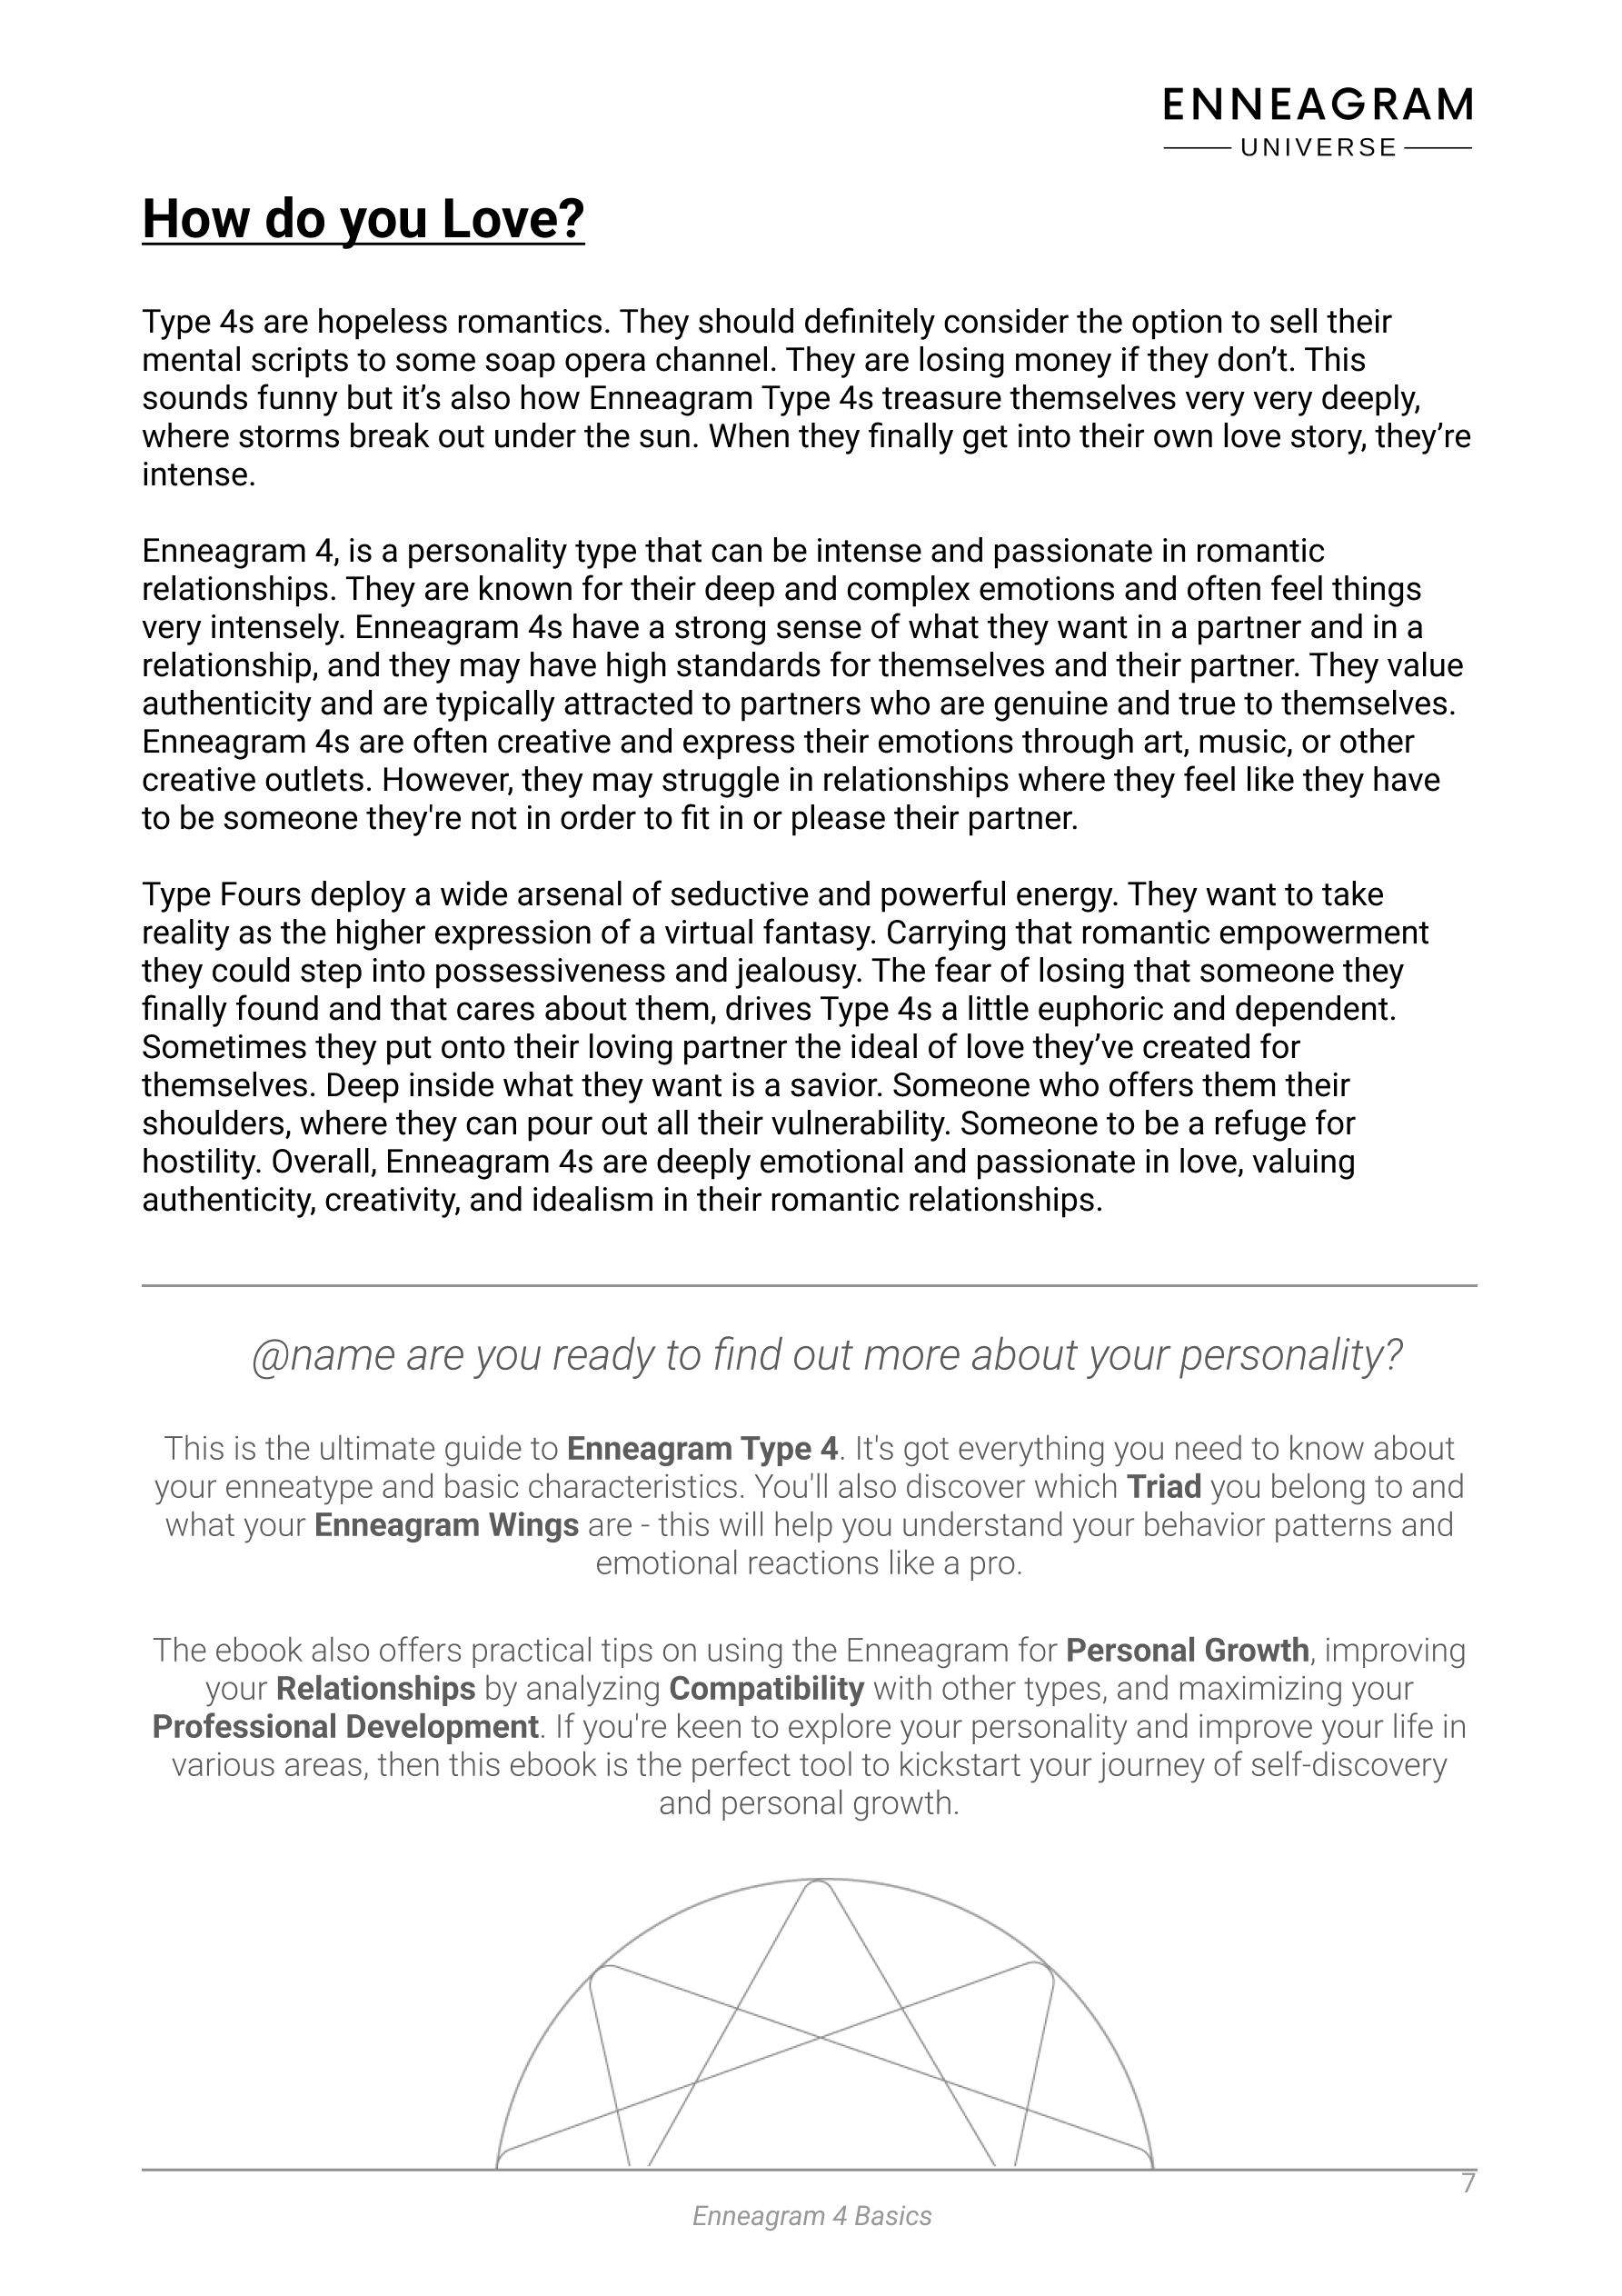 ENNEAGRAM
UNIVERSE
How do you Love?
Type 4s are hopeless romantics. They should definitely consider the option to sell their
mental scripts to some soap opera channel. They are losing money if they don’t. This
sounds funny but it’s also how Enneagram Type 4s treasure themselves very very deeply,
where storms break out under the sun. When they finally get into their own love story, they’re
intense.
Enneagram 4, is a personality type that can be intense and passionate in romantic
relationships. They are known for their deep and complex emotions and often feel things
very intensely. Enneagram 4s have a strong sense of what they want in a partner and in a
relationship, and they may have high standards for themselves and their partner. They value
authenticity and are typically attracted to partners who are genuine and true to themselves.
Enneagram 4s are often creative and express their emotions through art, music, or other
creative outlets. However, they may struggle in relationships where they feel like they have
to be someone they're not in order to fit in or please their partner.
Type Fours deploy a wide arsenal of seductive and powerful energy. They want to take
reality as the higher expression of a virtual fantasy. Carrying that romantic empowerment
they could step into possessiveness and jealousy. The fear of losing that someone they
finally found and that cares about them, drives Type 4s a little euphoric and dependent.
Sometimes they put onto their loving partner the ideal of love they’ve created for
themselves. Deep inside what they want is a savior. Someone who offers them their
shoulders, where they can pour out all their vulnerability. Someone to be a refuge for
hostility. Overall, Enneagram 4s are deeply emotional and passionate in love, valuing
authenticity, creativity, and idealism in their romantic relationships.
@name are you ready to find out more about your personality?
This is the ultimate guide to Enneagram Type 4. It's got everything you need to know about
your enneatype and basic characteristics. You'll also discover which Triad you belong to and
what your Enneagram Wings are - this will help you understand your behavior patterns and
emotional reactions like a pro.
The ebook also offers practical tips on using the Enneagram for Personal Growth, improving
your Relationships by analyzing Compatibility with other types, and maximizing your
Professional Development. If you're keen to explore your personality and improve your life in
various areas, then this ebook is the perfect tool to kickstart your journey of self-discovery
and personal growth.
7
Enneagram 4 Basics